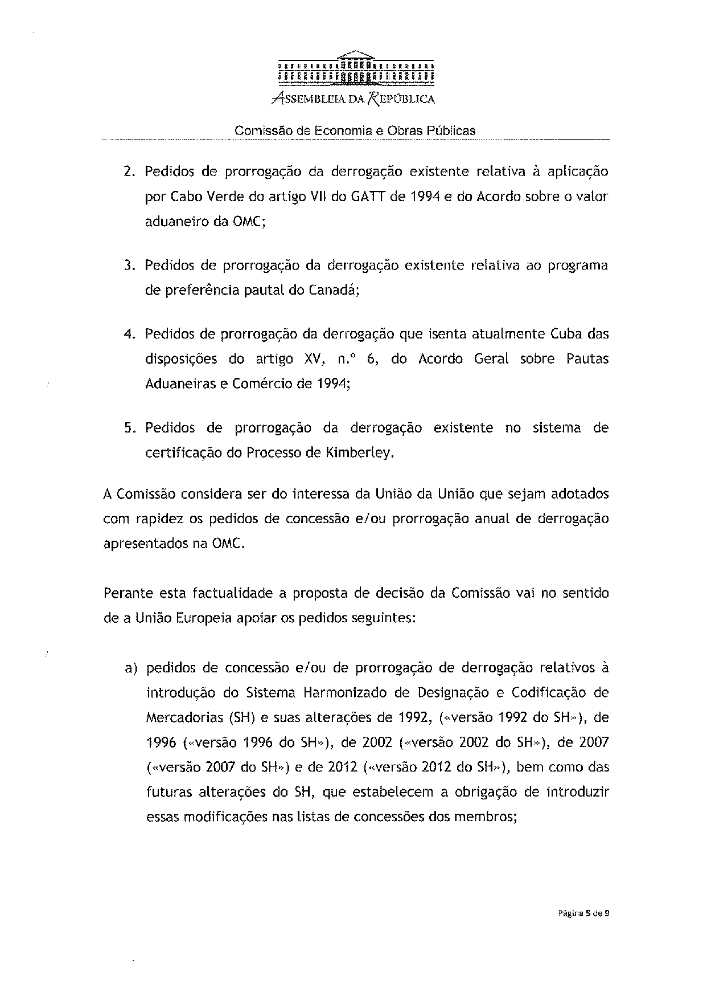 ASSEMBLEIA DA REPÚBLICA
Comissão de Economia e Obras Públicas
2. Pedidos de prorrogação da derrogação existente relativa à aplicação
por Cabo Verde do artigo VII do GATT de 1994 e do Acordo sobre o valor
aduaneiro da OMC;
3. Pedidos de prorrogação da derrogação existente relativa ao programa
de preferência pautal do Canadá;
4. Pedidos de prorrogação da derrogação que isenta atualmente Cuba das
disposições do artigo XV, n.º 6, do Acordo Geral sobre Pautas
Aduaneiras e Comércio de 1994;
5. Pedidos de prorrogação da derrogação existente no sistema de
certificação do Processo de Kimberley.
A Comissão considera ser do interessa da União da União que sejam adotados
com rapidez os pedidos de concessão e/ou prorrogação anual de derrogação
apresentados na OMC.
Perante esta factualidade a proposta de decisão da Comissão vai no sentido
de a União Europeia apoiar os pedidos seguintes:
a) pedidos de concessão e/ou de prorrogação de derrogação relativos à
introdução do Sistema Harmonizado de Designação e Codificação de
Mercadorias (SH) e suas alterações de 1992, («versão 1992 do SH»), de
1996 («versão 1996 do SH»), de 2002 («versão 2002 do SH»), de 2007
(«versão 2007 do SH») e de 2012 («versão 2012 do SH»), bem como das
futuras alterações do SH, que estabelecem a obrigação de introduzir
essas modificações nas listas de concessões dos membros;
Página 5 de 9